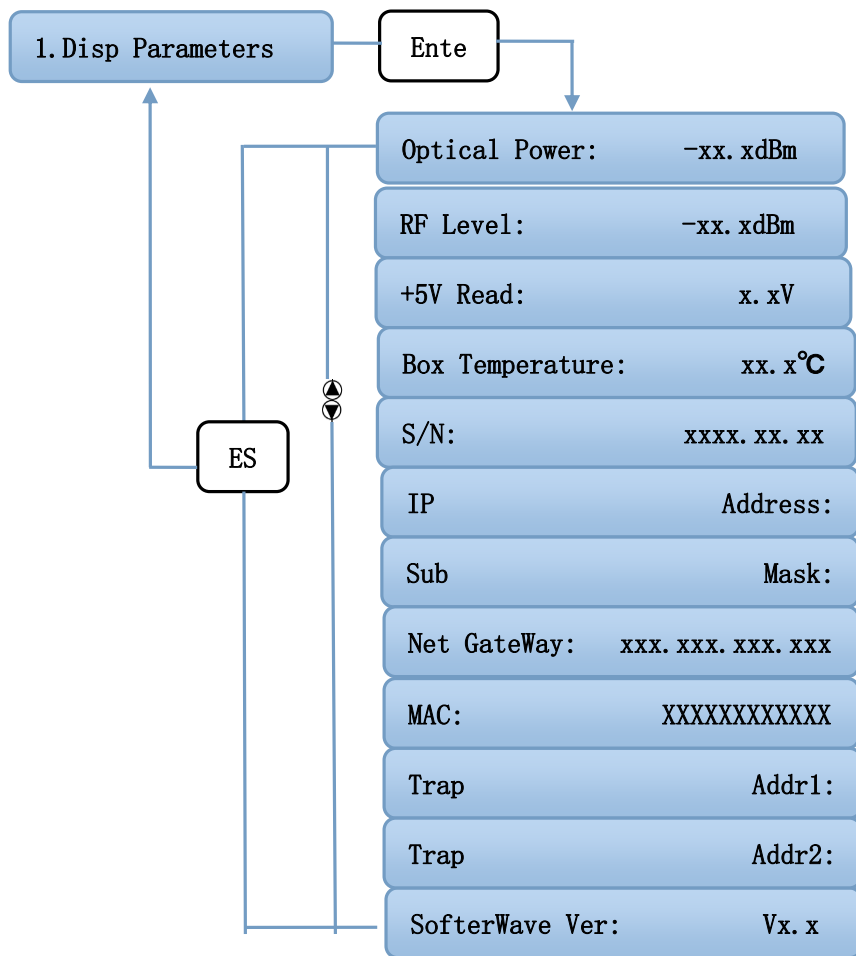 1.Disp Parameters
Ente
Optical Power: -xx.xdBm
RF Level: -xx.xdBm
+5V Read: x.xV
Box Temperature: xx.x℃
S/N: xxxx.xx.xx
ES
IP Address:
Sub Mask:
Net GateWay: xxx.xxx.xxx.xxx
MAC: XXXXXXXXXXXX
Trap Addr1:
Trap Addr2:
SofterWave Ver: Vx.x